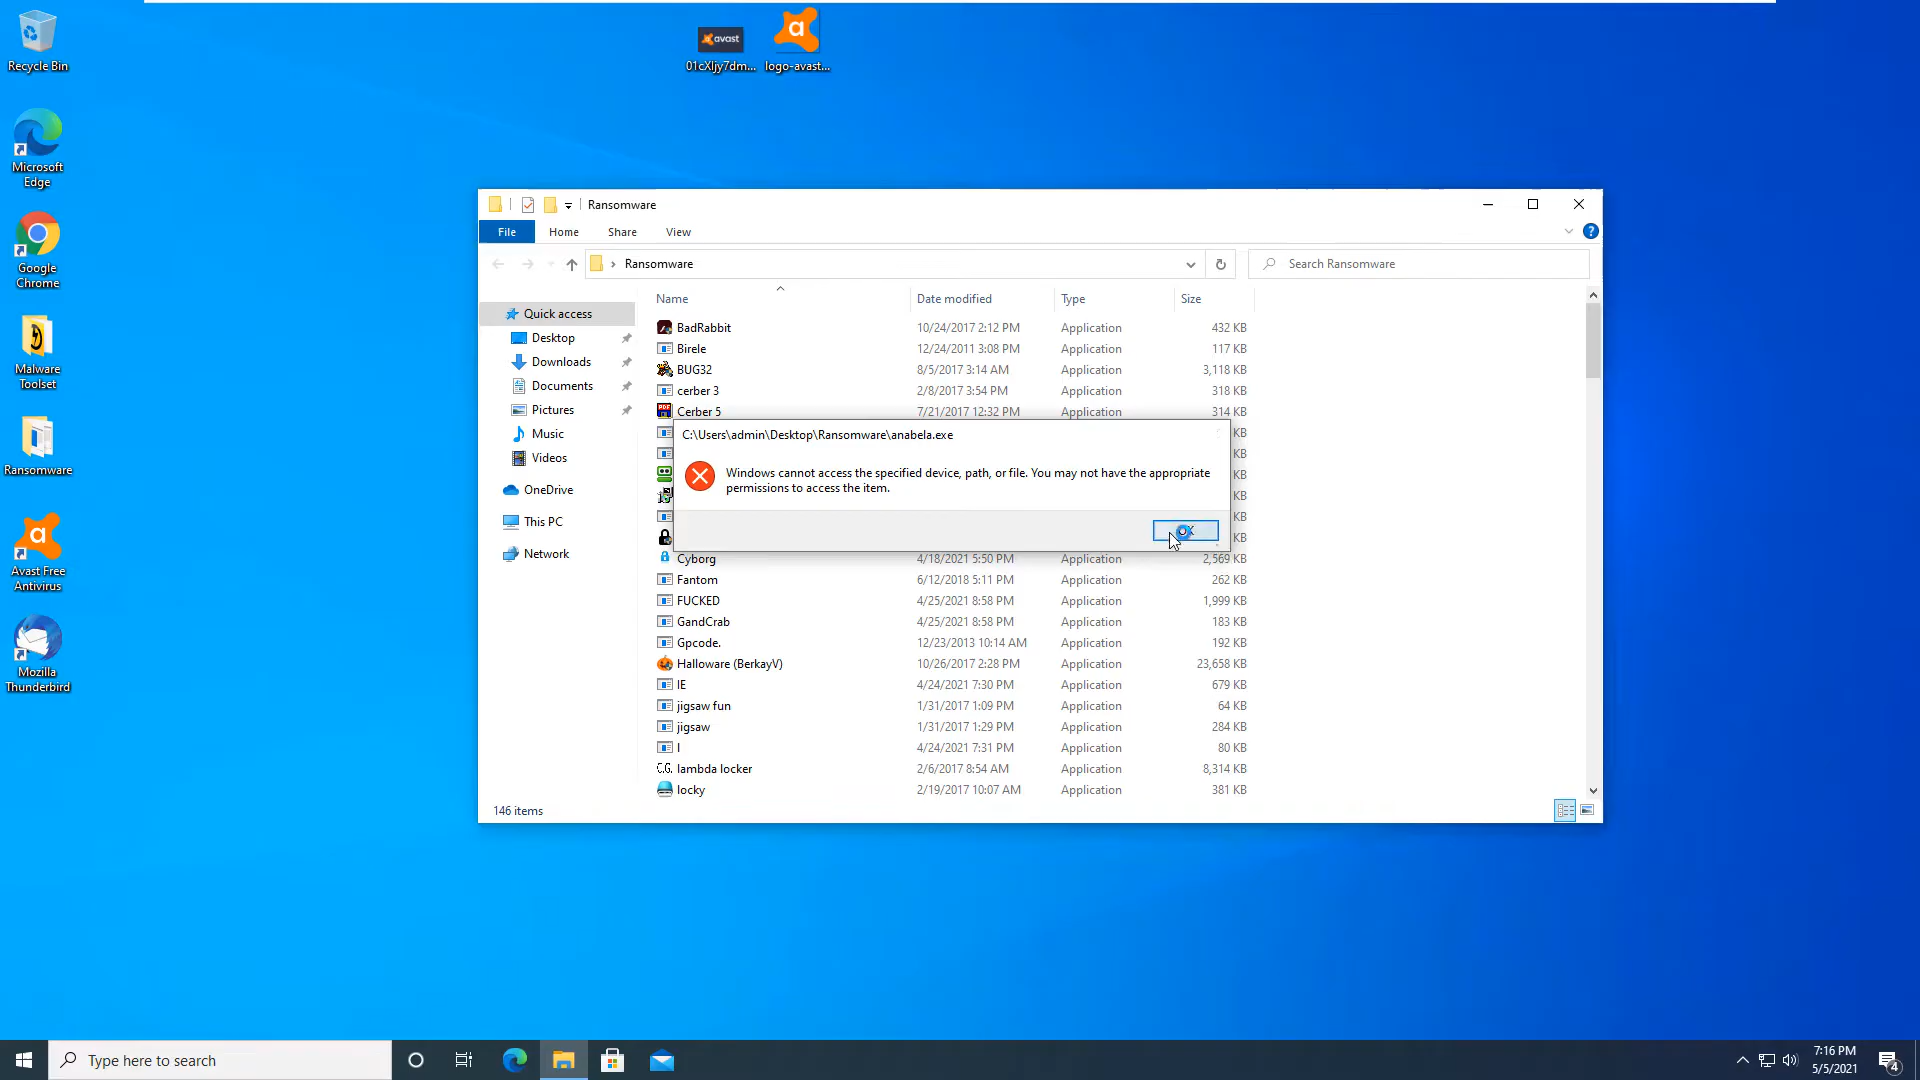 Recycle Bin
avast
01cXIjy7dm...
a
logo-avast...
Microsoft
Edge
Google
Chrome
Malware
Toolset
Ransomware
Avast Free
Antivirus
Mozilla
Thunderbird
Ransomware
File Home Share View
Ransomware
Search Ransomware
Name Date modified Type Size
Quick access
Desktop
Downloads
Documents
Pictures
Music
Videos
OneDrive
This PC
Network
BadRabbit 10/24/2017 2:12 PM Application 432 KB
Birele 12/24/2011 3:08 PM Application 117 KB
BUG32 8/5/2017 3:14 AM Application 3,118 KB
cerber 3 2/8/2017 3:54 PM Application 318 KB
Cerber 5 7/21/2017 12:32 PM Application 314 KB
KB
KB
KB
KB
KB
KB
C:\Users\admin\Desktop\Ransomware\anabela.exe
Windows cannot access the specified device, path, or file. You may not have the appropriate
permissions to access the item.
Cyborg 4/18/2021 5:50 PM Application 2,569 KB
Fantom 6/12/2018 5:11 PM Application 262 KB
FUCKED 4/25/2021 8:58 PM Application 1,999 KB
GandCrab 4/25/2021 8:58 PM Application 183 KB
Gpcode. 12/23/2013 10:14 AM Application 192 KB
Halloware (BerkayV) 10/26/2017 2:28 PM Application 23,658 KB
IE 4/24/2021 7:30 PM Application 679 KB
jigsaw fun 1/31/2017 1:09 PM Application 64 KB
jigsaw 1/31/2017 1:29 PM Application 284 KB
I 4/24/2021 7:31 PM Application 80 KB
C.G. lambda locker 2/6/2017 8:54 AM Application 8,314 KB
locky 2/19/2017 10:07 AM Application 381 KB
146 items
Type here to search
7:16 PM
5/5/2021
4